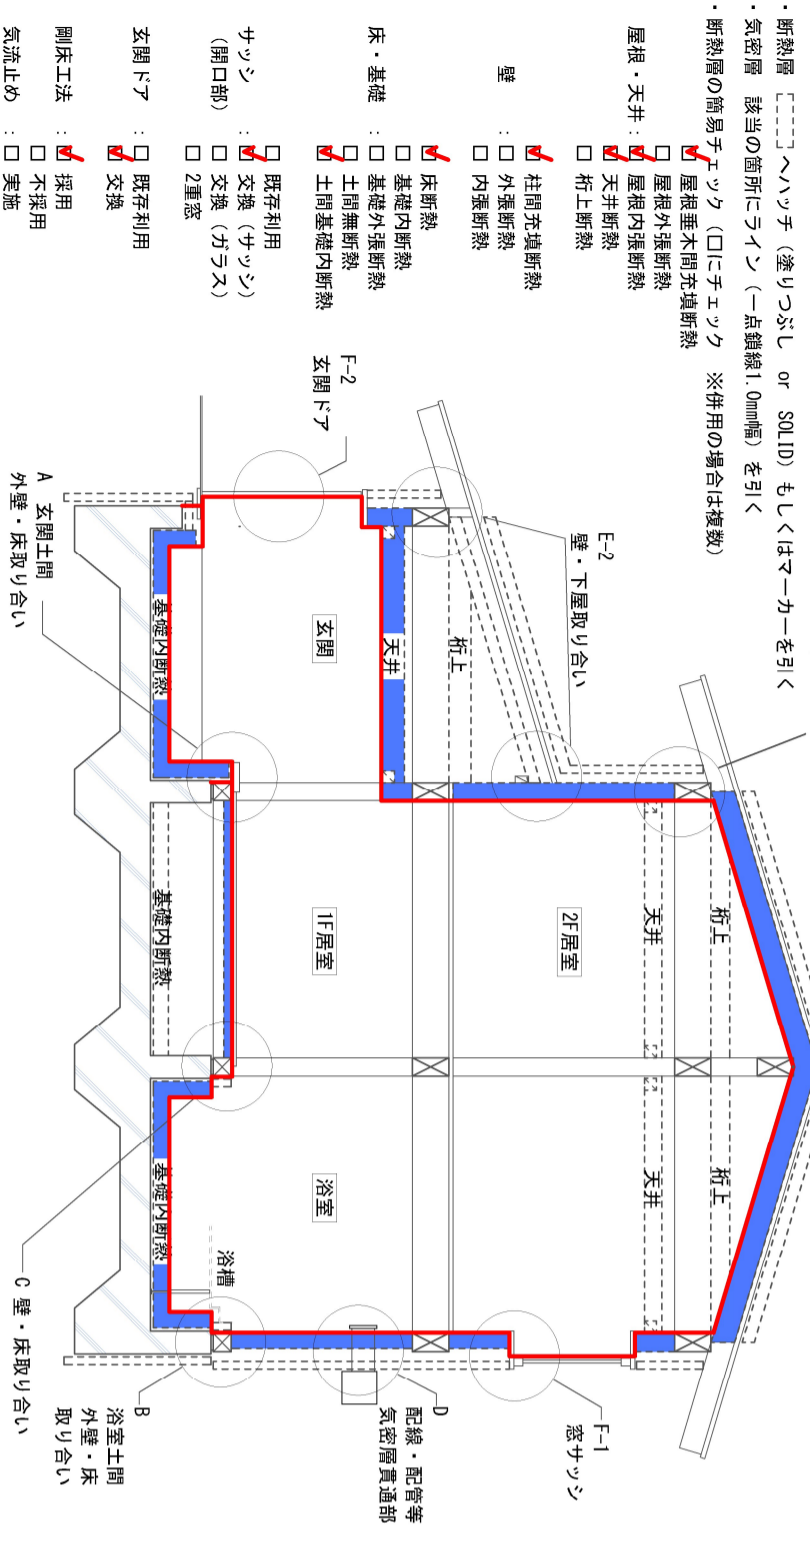 ・断熱層 [ ] へハッチ（塗りつぶし or SOLID）もしくはマーカーを引く
・気密層 該当の箇所にライン（一点鎖線1.0mm幅）を引く
・断熱層の簡易チェック（□にチェック ※併用の場合は複数）
屋根・天井：☑屋根垂木間充填断熱
□屋根外張断熱
☑屋根内張断熱
☑天井断熱
□桁上断熱
壁 ：☑柱間充填断熱
□外張断熱
□内張断熱
床・基礎 ：☑床断熱
□基礎内断熱
□基礎外張断熱
□土間無断熱
☑土間基礎内断熱
サッシ ：□既存利用
（開口部） ☑交換（サッシ）
□交換（ガラス）
□2重窓
玄関ドア ：□既存利用
☑交換
剛床工法 ：☑採用
□不採用
気流止め ：□実施
E-2
壁・下屋取り合い
F-2
玄関ドア
桁上
天井
玄関
基礎内断熱
A 玄関土間
外壁・床取り合い
桁上
天井
2F居室
1F居室
基礎内断熱
桁上
天井
浴室
浴槽
基礎内断熱
F-1
窓サッシ
D
配線・配管等
気密層貫通部
B
浴室土間
外壁・床
取り合い
C 壁・床取り合い